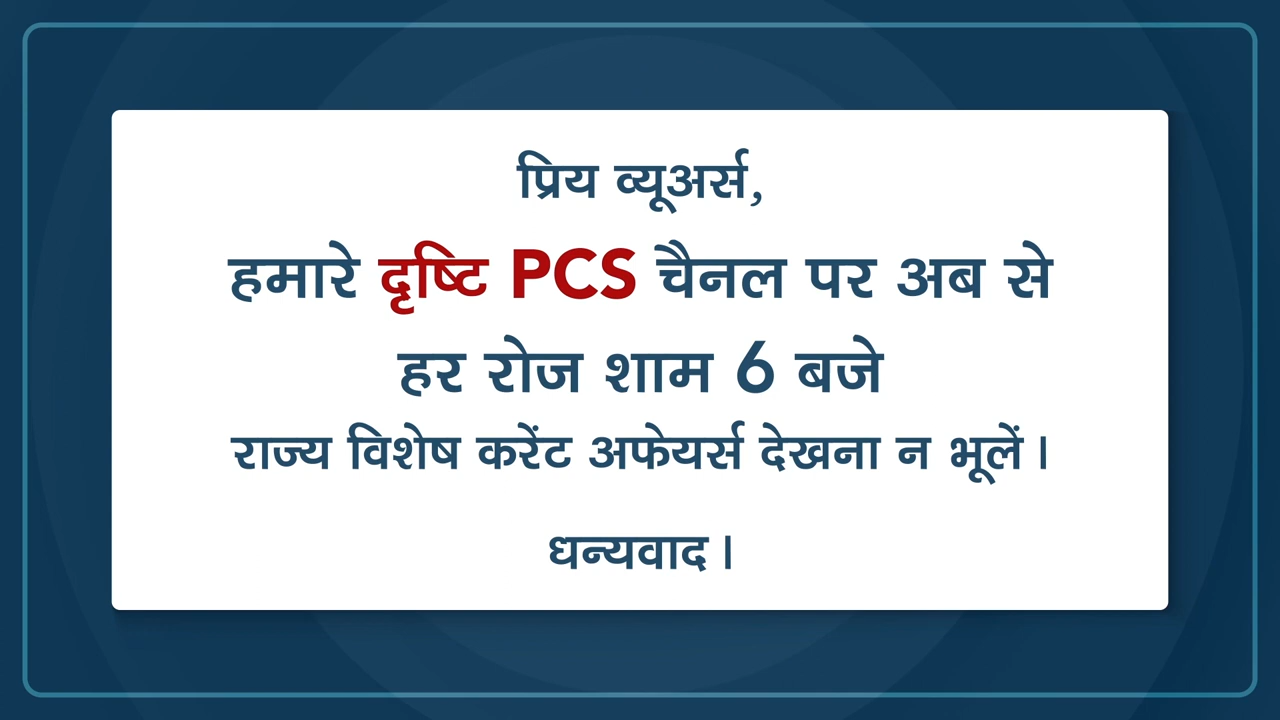 प्रिय व्यूअर्स,
हमारे दृष्टि PCS चैनल पर अब से
हर रोज शाम 6 बजे
राज्य विशेष करेंट अफेयर्स देखना न भूलें।
धन्यवाद।